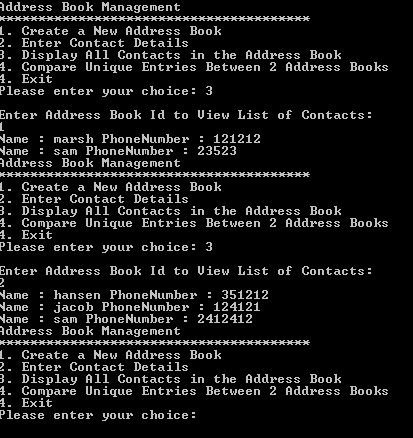 Address Book Management
****************************************
1. Create a New Address Book
2. Enter Contact Details
3. Display All Contacts in the Address Book
4. Compare Unique Entries Between 2 Address Books
4. Exit
Please enter your choice: 3
Enter Address Book Id to View List of Contacts:
1
Name : marsh PhoneNumber : 121212
Name : sam PhoneNumber : 23523
Address Book Management
****************************************
1. Create a New Address Book
2. Enter Contact Details
3. Display All Contacts in the Address Book
4. Compare Unique Entries Between 2 Address Books
4. Exit
Please enter your choice: 3
Enter Address Book Id to View List of Contacts:
2
Name : hansen PhoneNumber : 351212
Name : jacob PhoneNumber : 124121
Name : sam PhoneNumber : 2412412
Address Book Management
****************************************
1. Create a New Address Book
2. Enter Contact Details
3. Display All Contacts in the Address Book
4. Compare Unique Entries Between 2 Address Books
4. Exit
Please enter your choice: